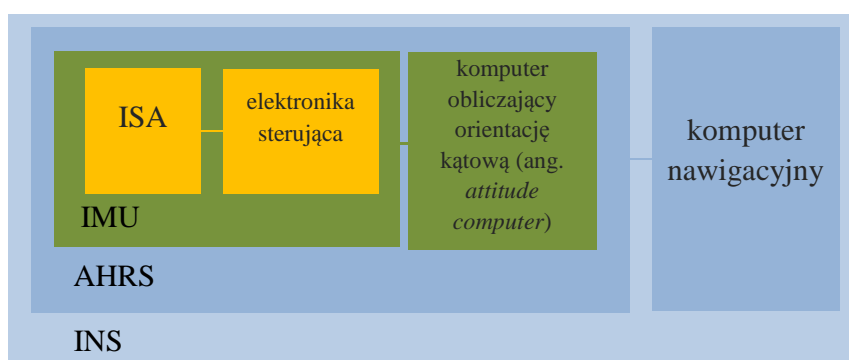 ISA
elektronika
sterująca
IMU
komputer
obliczający
orientację
kątową (ang.
attitude
computer)
AHRS
komputer
nawigacyjny
INS